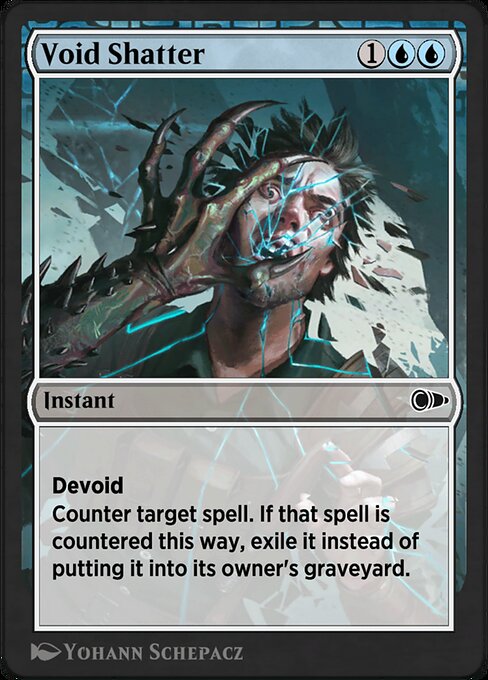 Void Shatter 1
Instant
Devoid
Counter target spell. If that spell is
countered this way, exile it instead of
putting it into its owner's graveyard.
Yohann Schepacz